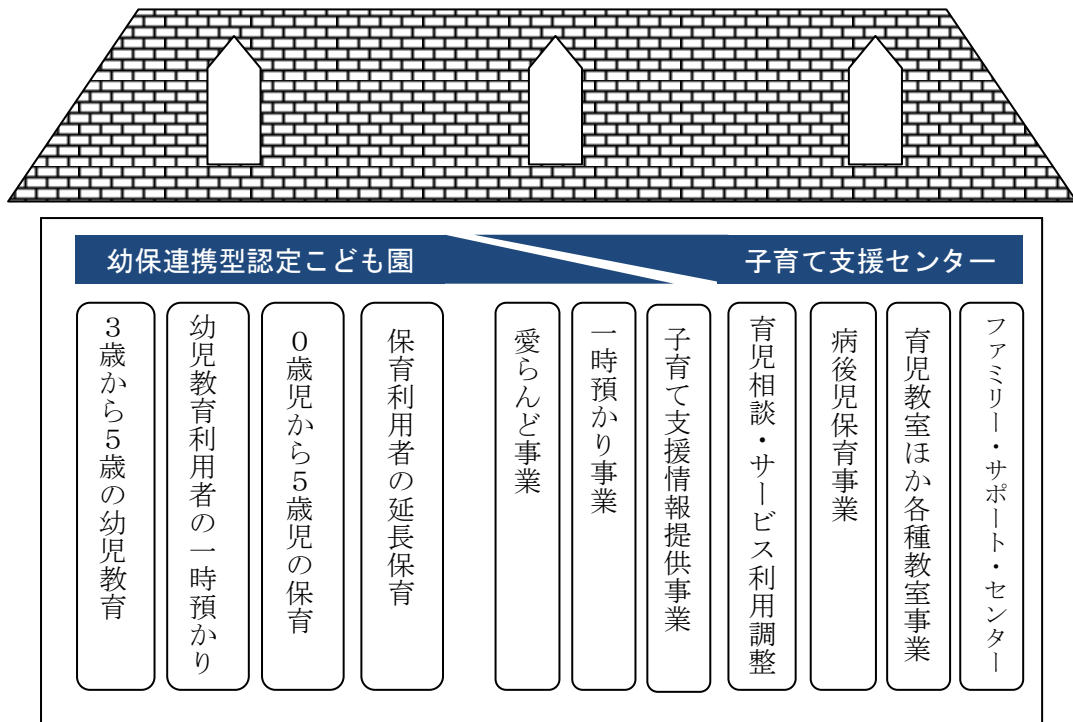 幼保連携型認定こども園
子育て支援センター
３歳から５歳の幼児教育
幼児教育利用者の一時預かり
０歳児から５歳児の保育
保育利用者の延長保育
愛らんど事業
一時預かり事業
子育て支援情報提供事業
育児相談・サービス利用調整
病後児保育事業
育児教室ほか各種教室事業
ファミリー・サポート・センター